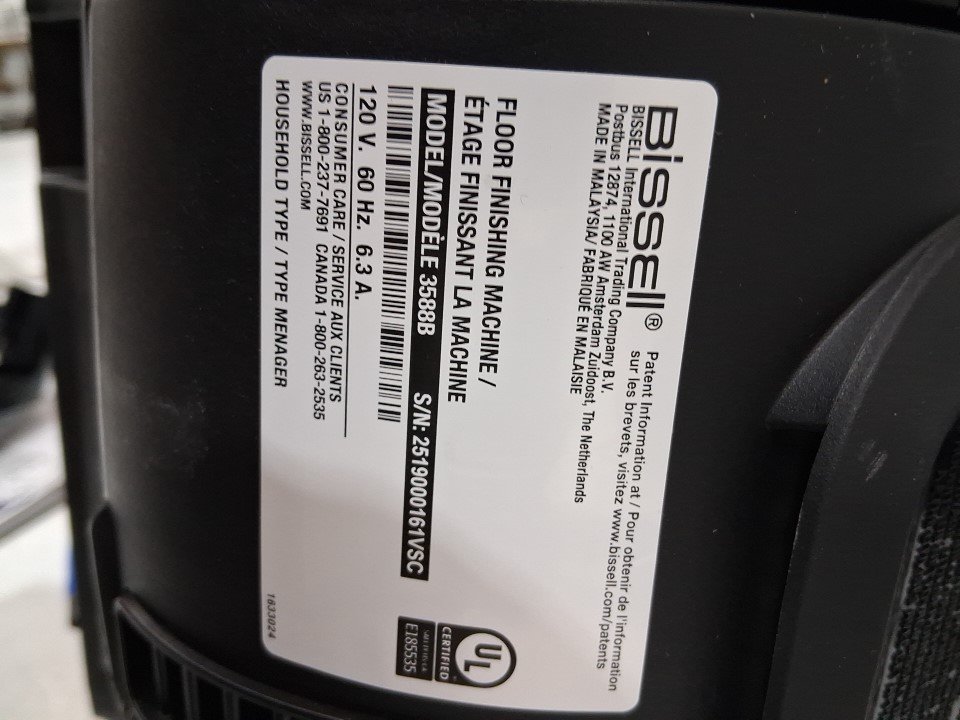 BISSELL®
Patent Information at / Pour obtenir de l'information
sur les brevets, visitez www.bissell.com/patents
BISSELL International Trading Company B.V.
Postbus 12874, 1100 AW Amsterdam Zuidoost, The Netherlands
MADE IN MALAYSIA/ FABRIQUÉ EN MALAISIE
FLOOR FINISHING MACHINE /
ÉTAGE FINISSANT LA MACHINE
MODEL/MODÈLE 3588B S/N: 2519000161VSC
120 V. 60 Hz. 6.3 A.
CONSUMER CARE / SERVICE AUX CLIENTS
US 1-800-237-7691 CANADA 1-800-263-2535
WWW.BISSELL.COM
HOUSEHOLD TYPE / TYPE MENAGER
UL
CERTIFIED
E185535
1633024